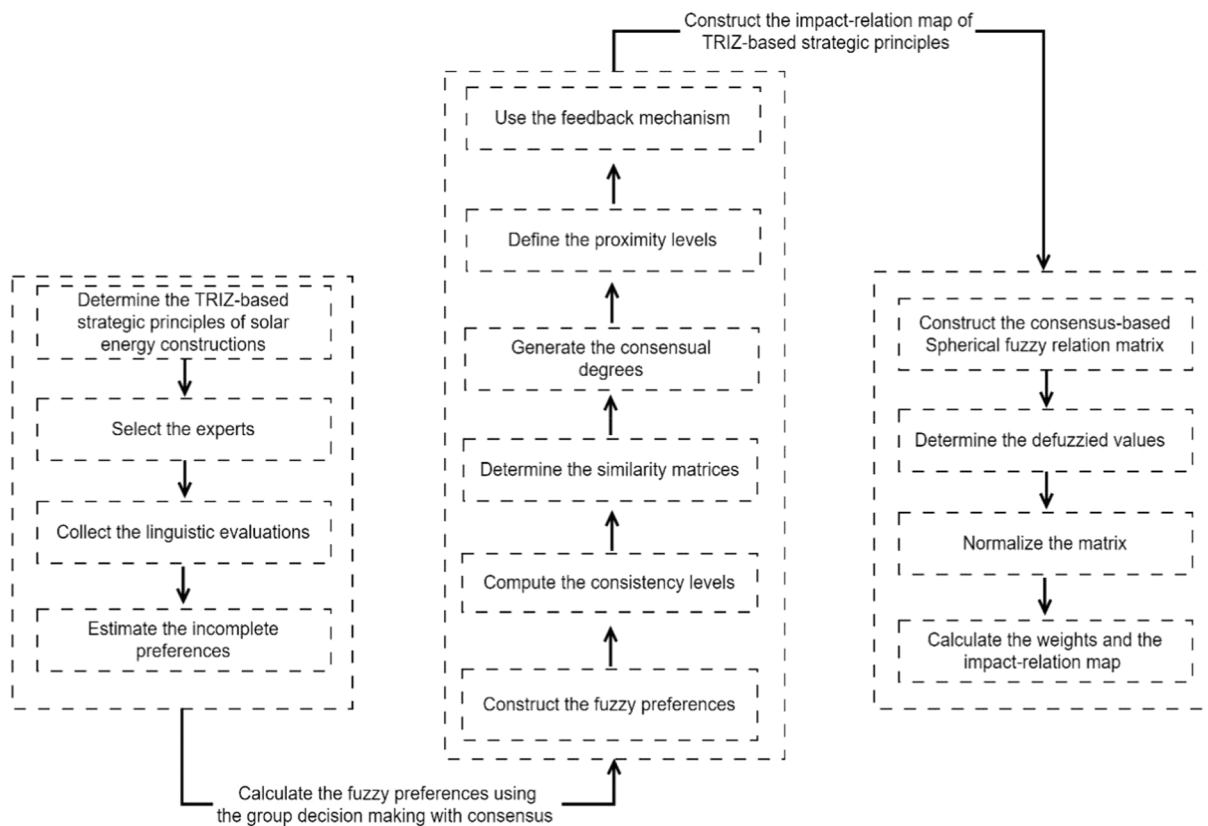 Determine the TRIZ-based
strategic principles of solar
energy constructions
Select the experts
Collect the linguistic evaluations
Estimate the incomplete
preferences
Calculate the fuzzy preferences using
the group decision making with consensus
Use the feedback mechanism
Define the proximity levels
Generate the consensual
degrees
Determine the similarity matrices
Compute the consistency levels
Construct the fuzzy preferences
Construct the impact-relation map of
TRIZ-based strategic principles
Construct the consensus-based
Spherical fuzzy relation matrix
Determine the defuzzied values
Normalize the matrix
Calculate the weights and the
impact-relation map